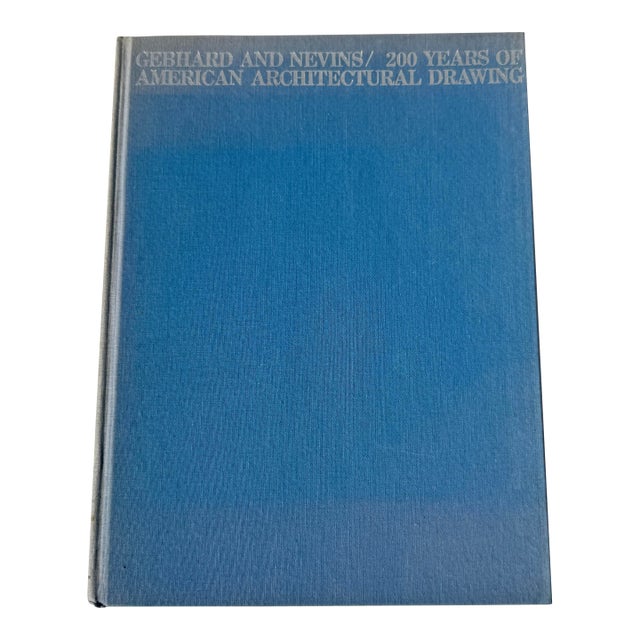 GEBHARD AND NEVINS/ 200 YEARS OF
AMERICAN ARCHITECTURAL DRAWING